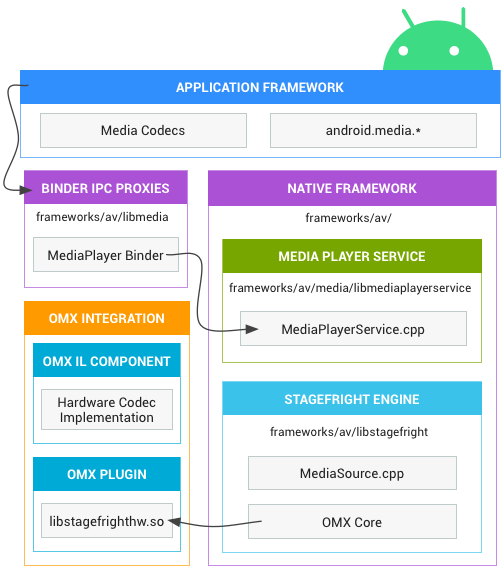 APPLICATION FRAMEWORK
Media Codecs
android.media.*
BINDER IPC PROXIES
frameworks/av/libmedia
MediaPlayer Binder
NATIVE FRAMEWORK
frameworks/av/
MEDIA PLAYER SERVICE
frameworks/av/media/libmediaplayerservice
MediaPlayerService.cpp
OMX INTEGRATION
OMX IL COMPONENT
Hardware Codec
Implementation
OMX PLUGIN
libstagefrighthw.so
STAGEFRIGHT ENGINE
frameworks/av/libstagefright
MediaSource.cpp
OMX Core